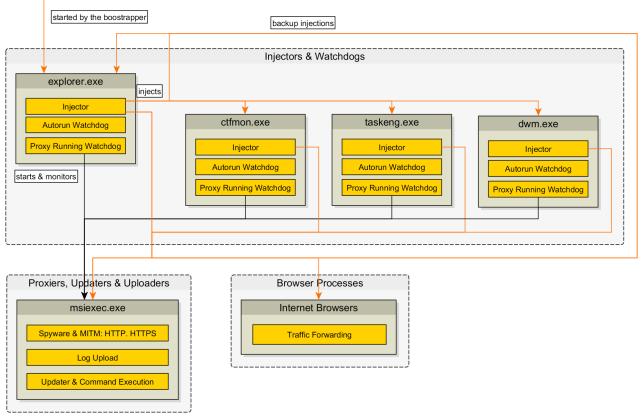 started by the boostrapper
backup injections
Injectors & Watchdogs
explorer.exe
Injector
Autorun Watchdog
Proxy Running Watchdog
injects
ctfmon.exe
Injector
Autorun Watchdog
Proxy Running Watchdog
taskeng.exe
Injector
Autorun Watchdog
Proxy Running Watchdog
dwm.exe
Injector
Autorun Watchdog
Proxy Running Watchdog
starts & monitors
Proxiers, Updaters & Uploaders
msiexec.exe
Spyware & MITM: HTTP. HTTPS
Log Upload
Updater & Command Execution
Browser Processes
Internet Browsers
Traffic Forwarding